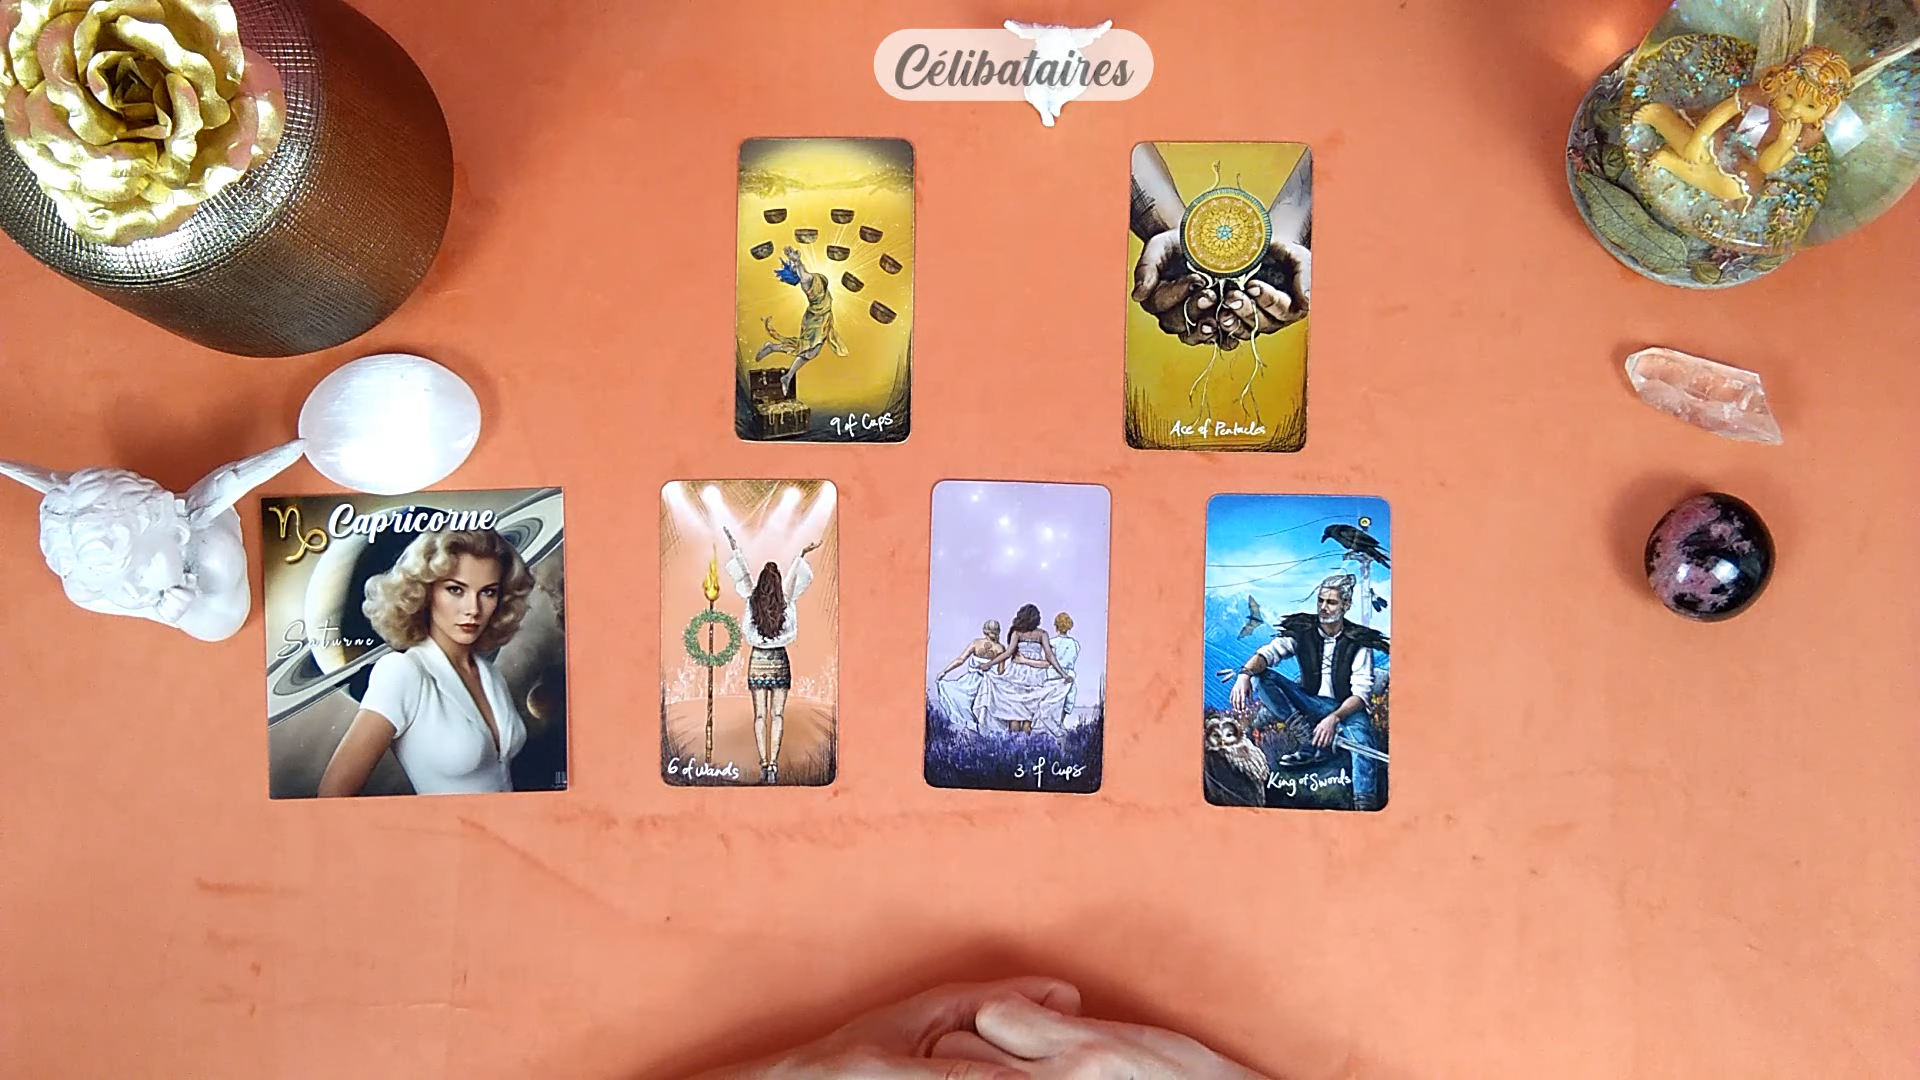 Célibataires
9 of Cups
Ace of Pentacles
Capricorne
Saturne
6 of Wands
3 of Cups
King of Swords